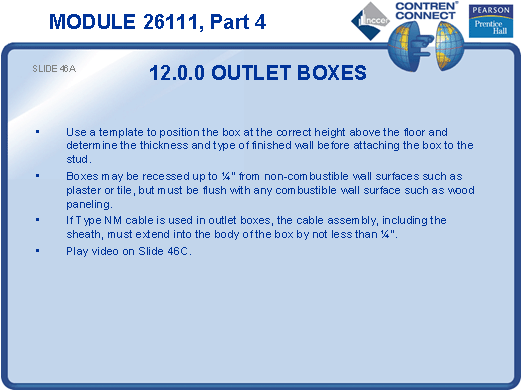 MODULE 26111, Part 4
nccer
CONTREN®
CONNECT
PEARSON
Prentice
Hall
SLIDE 46A
12.0.0 OUTLET BOXES
• Use a template to position the box at the correct height above the floor and
determine the thickness and type of finished wall before attaching the box to the
stud.
• Boxes may be recessed up to ¼" from non-combustible wall surfaces such as
plaster or tile, but must be flush with any combustible wall surface such as wood
paneling.
• If Type NM cable is used in outlet boxes, the cable assembly, including the
sheath, must extend into the body of the box by not less than ¼".
• Play video on Slide 46C.